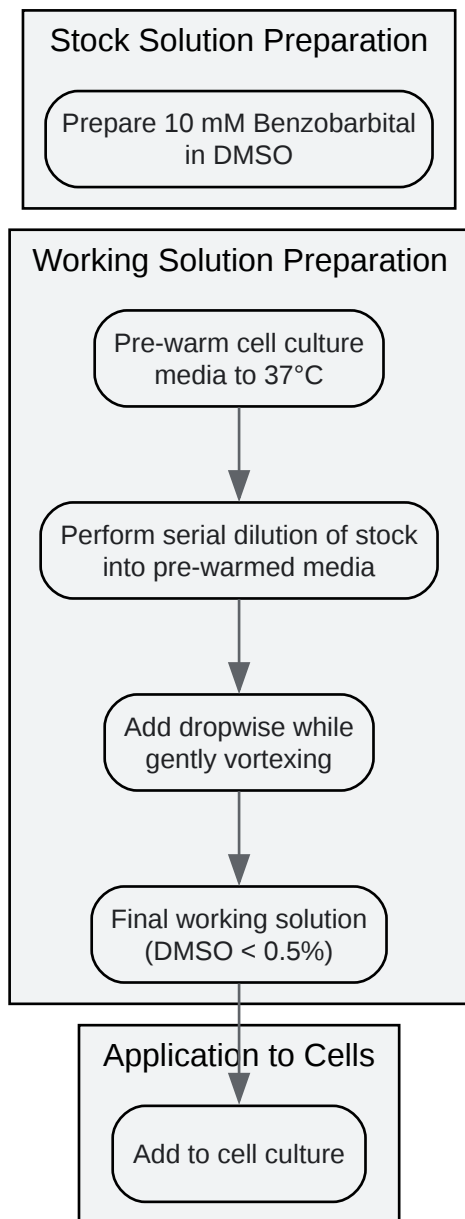 Stock Solution Preparation
Prepare 10 mM Benzobarbital
in DMSO
Working Solution Preparation
Pre-warm cell culture
media to 37°C
Perform serial dilution of stock
into pre-warmed media
Add dropwise while
gently vortexing
Final working solution
(DMSO < 0.5%)
Application to Cells
Add to cell culture